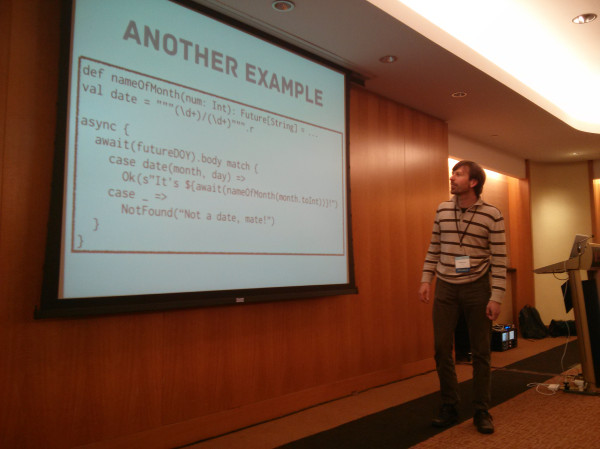 ANOTHER EXAMPLE
def nameOfMonth(num: Int): Future[String] = ...
val date = """(\d+)/(\d+)""".r
async {
await(futureDOY).body match {
case date(month, day) =>
Ok(s"It's ${await(nameOfMonth(month.toInt))}!")
case _ =>
NotFound("Not a date, mate!")
}
}